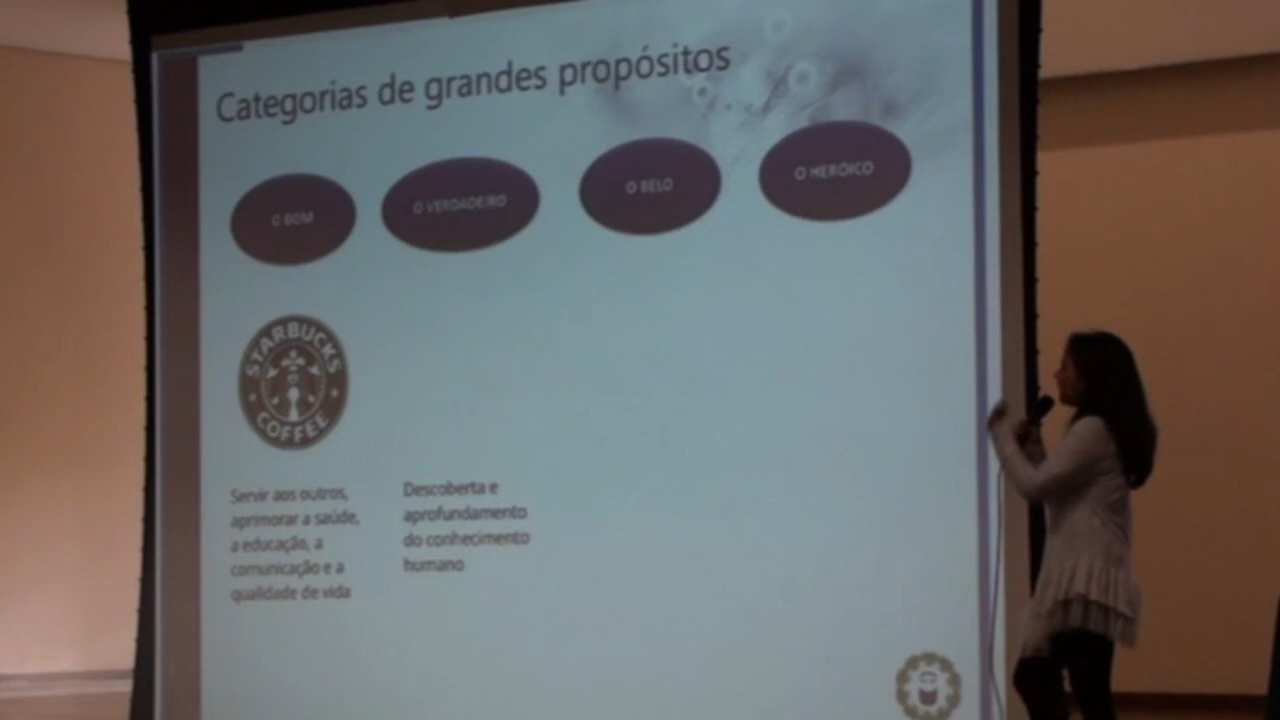 Categorias de grandes propósitos
O BOM
O VERDADEIRO
O BELO
O HERÓICO
STARBUCKS
COFFEE
Servir aos outros,
aprimorar a saúde,
a educação, a
comunicação e a
qualidade de vida
Descoberta e
aprofundamento
do conhecimento
humano